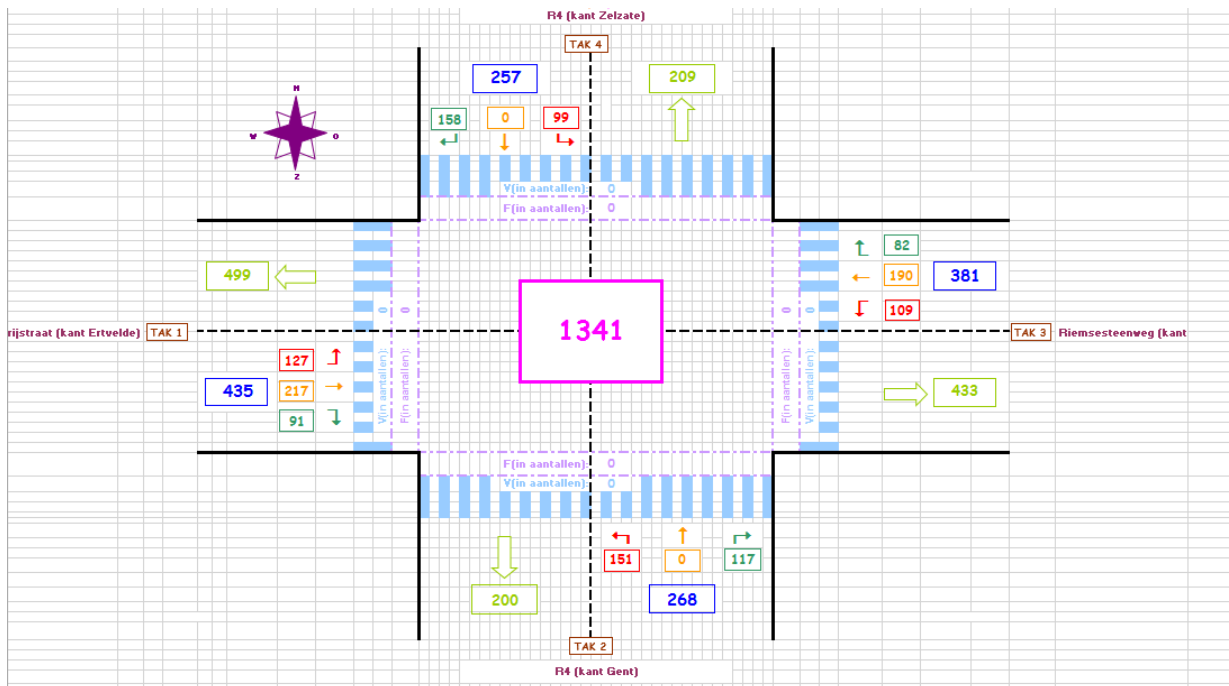 R4 (kant Zelzate)
TAK 4
257
209
158
0
99
N
W
O
Z
V(in aantallen): 0
F(in aantallen): 0
82
499
190
381
109
1341
rijstraat (kant Ertvelde)
TAK 1
V(in aantallen): 0
F(in aantallen): 0
F(in aantallen): 0
V(in aantallen): 0
TAK 3
Riemsesteenweg (kant
127
435
217
91
433
F(in aantallen): 0
V(in aantallen): 0
151
0
117
200
268
TAK 2
R4 (kant Gent)